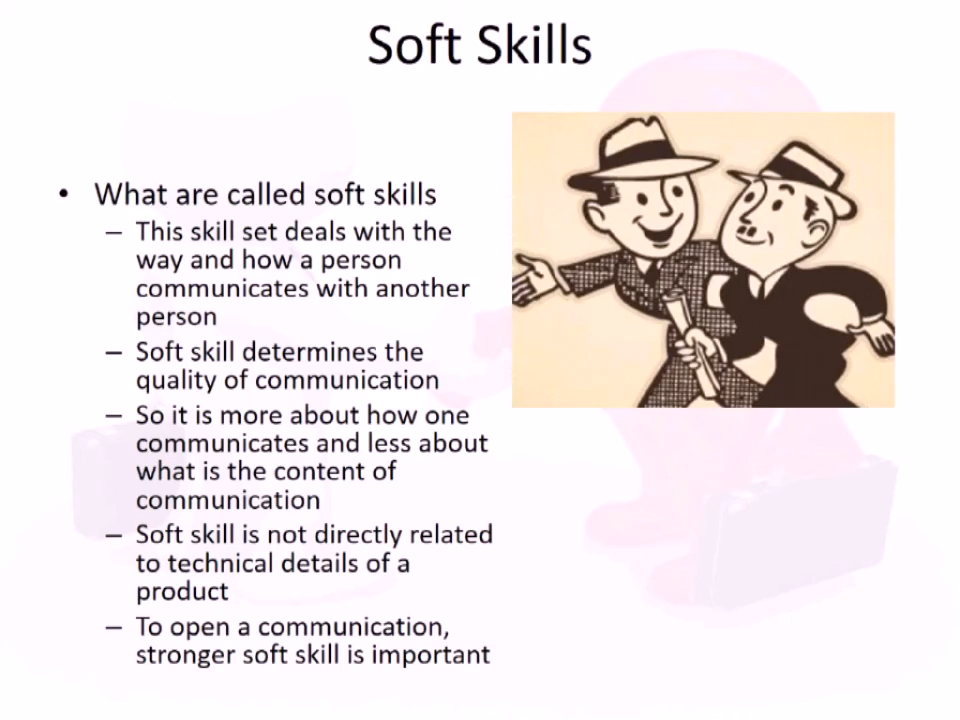 Soft Skills
• What are called soft skills
– This skill set deals with the
way and how a person
communicates with another
person
– Soft skill determines the
quality of communication
– So it is more about how one
communicates and less about
what is the content of
communication
– Soft skill is not directly related
to technical details of a
product
– To open a communication,
stronger soft skill is important